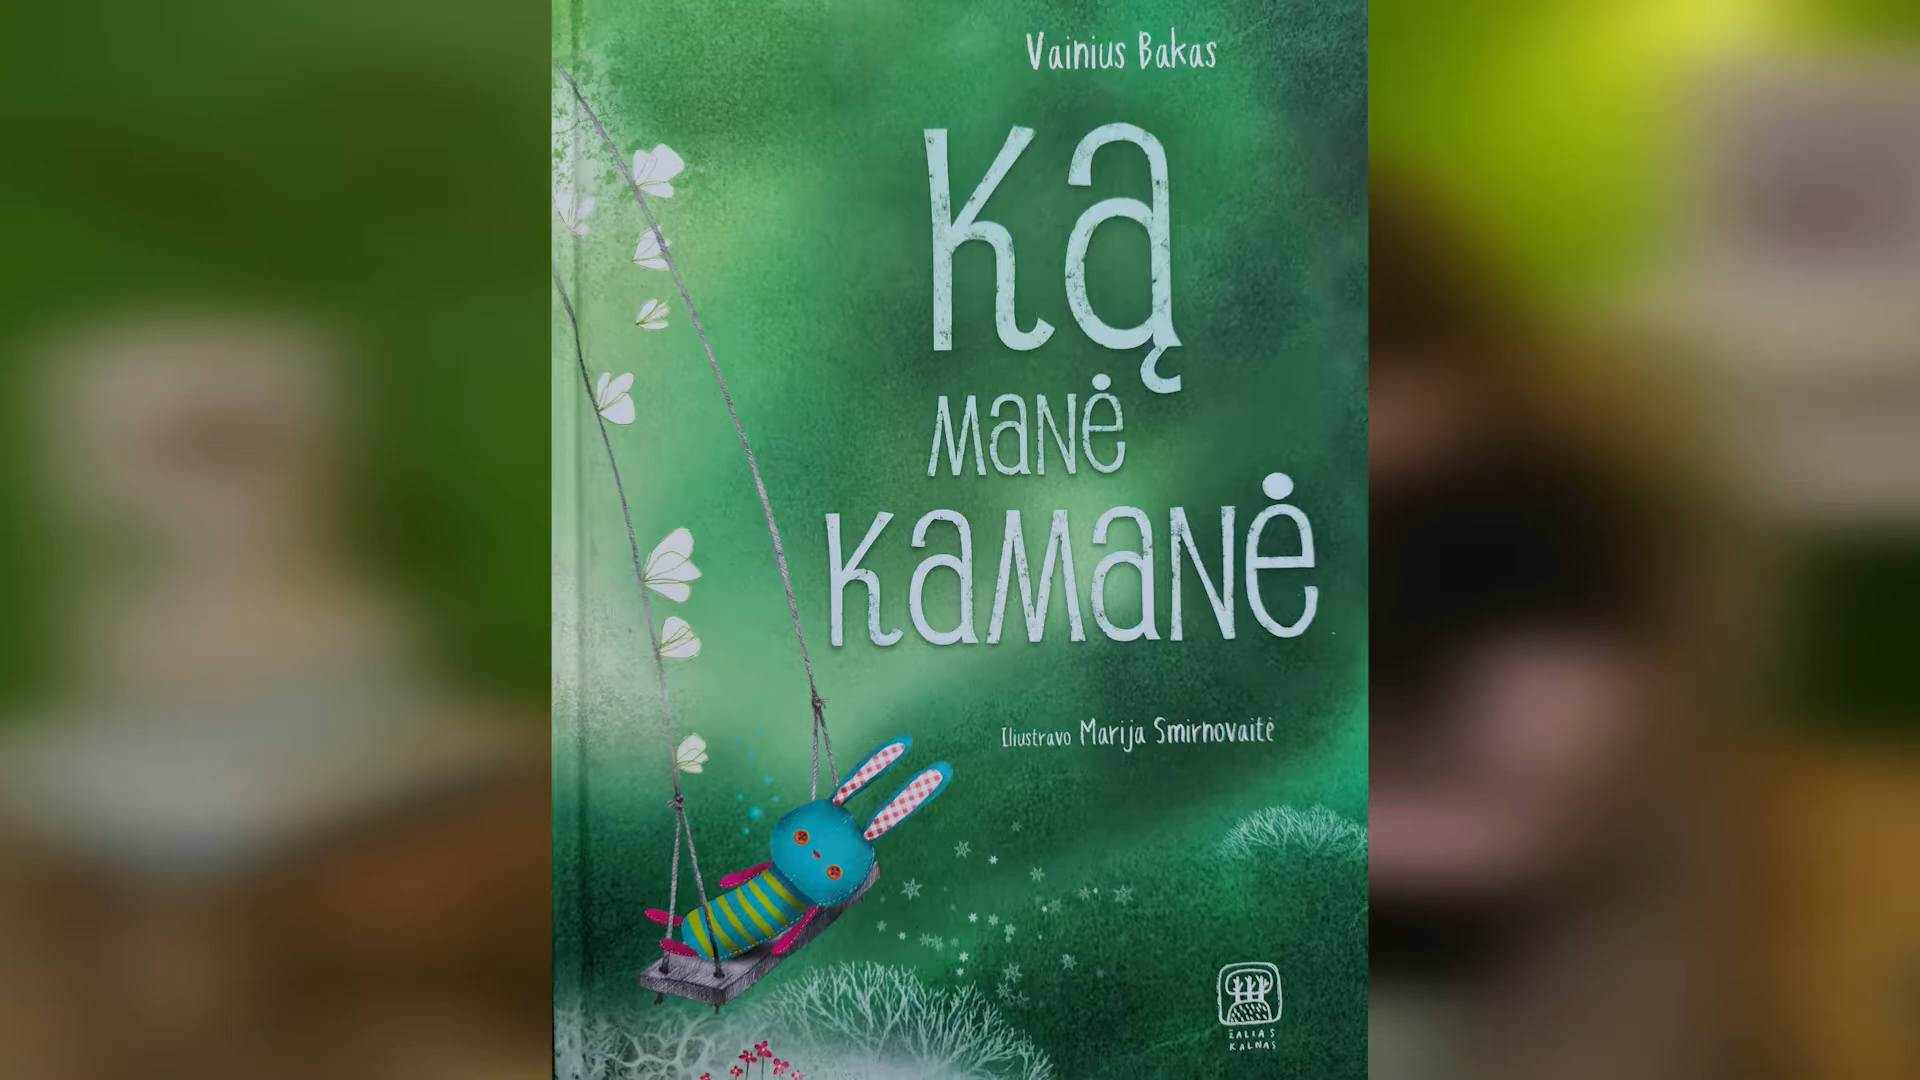 Vainius Bakas
Ką
manė
kamanė
Iliustravo Marija Smirnovaitė
ŽALIAS
KALNAS